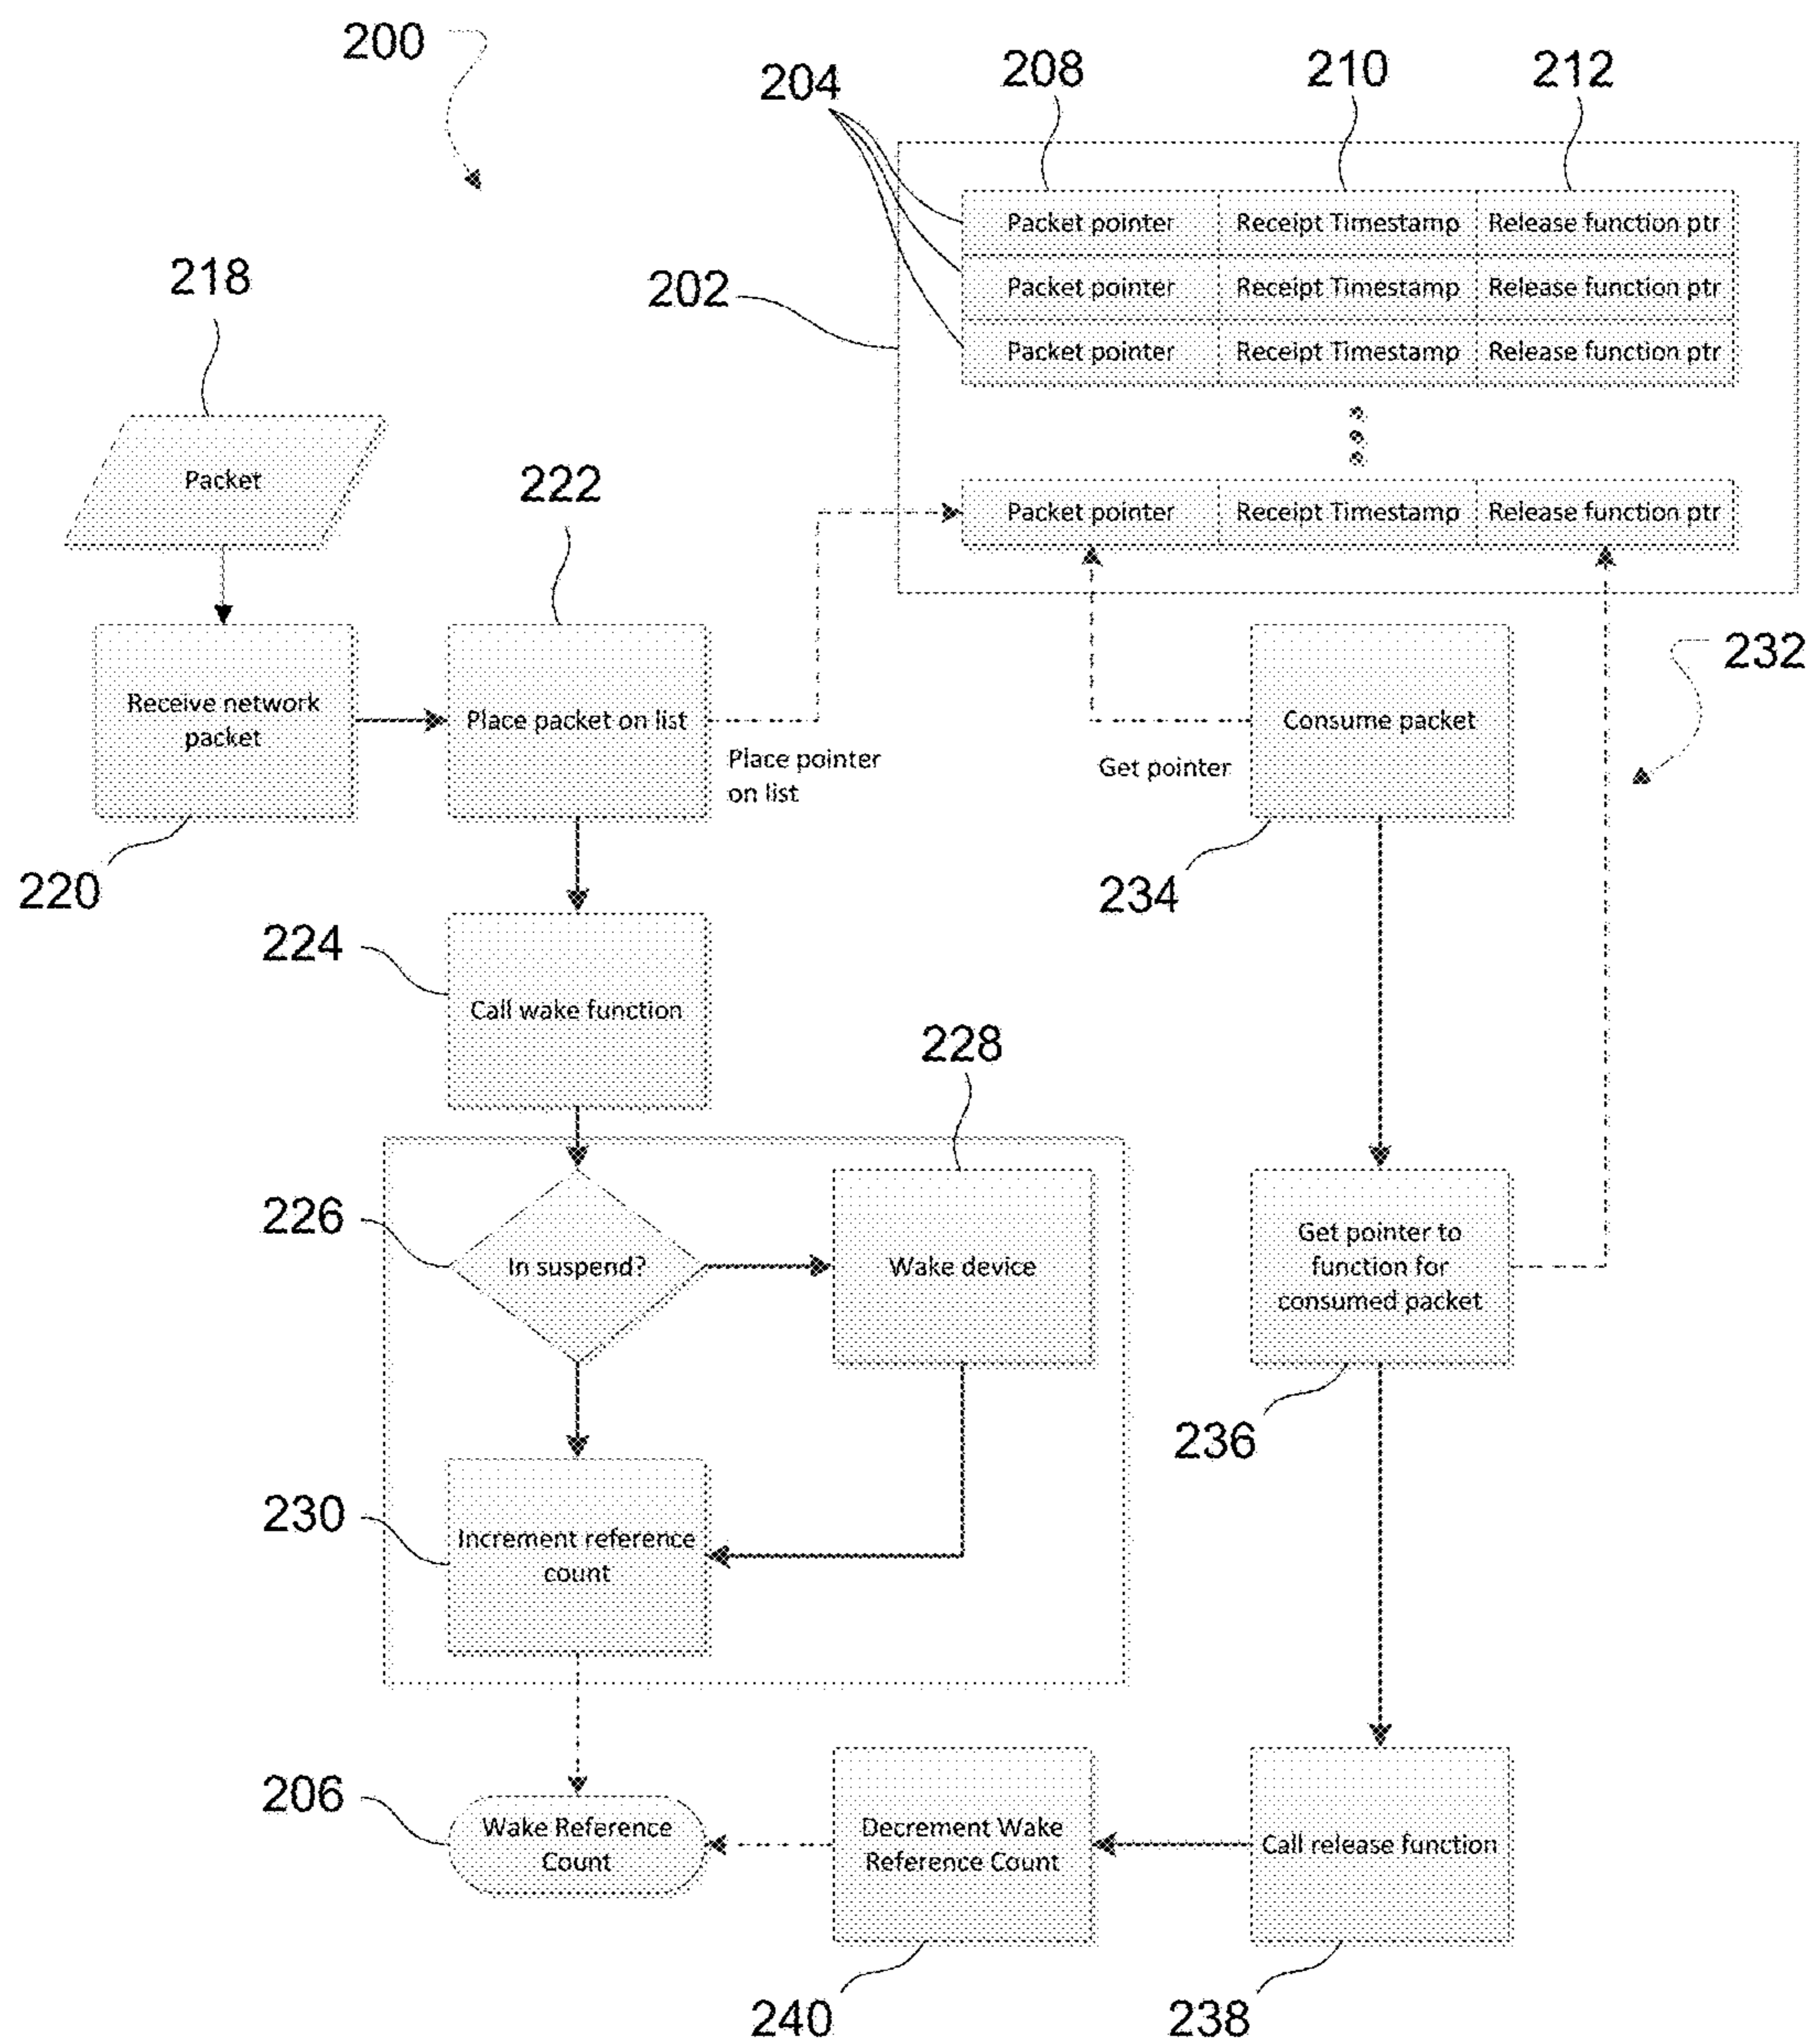 200
204
208
210
212
Packet pointer Receipt Timestamp Release function ptr
202
Packet pointer Receipt Timestamp Release function ptr
Packet pointer Receipt Timestamp Release function ptr
218
Packet
222
Packet pointer Receipt Timestamp Release function ptr
232
Receive network
packet
Place packet on list
Place pointer
on list
Get pointer
Consume packet
220
234
224
Call wake function
228
226
In suspend?
Wake device
Get pointer to
function for
consumed packet
236
230
Increment reference
count
206
Wake Reference
Count
Decrement Wake
Reference Count
Call release function
240
238